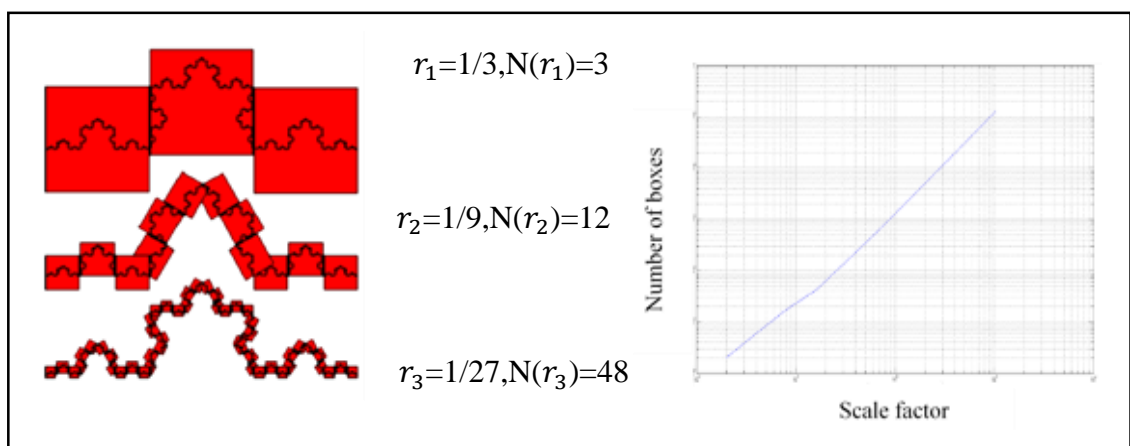 r₁=1/3,N(r₁)=3
r₂=1/9,N(r₂)=12
r₃=1/27,N(r₃)=48
Number of boxes
Scale factor